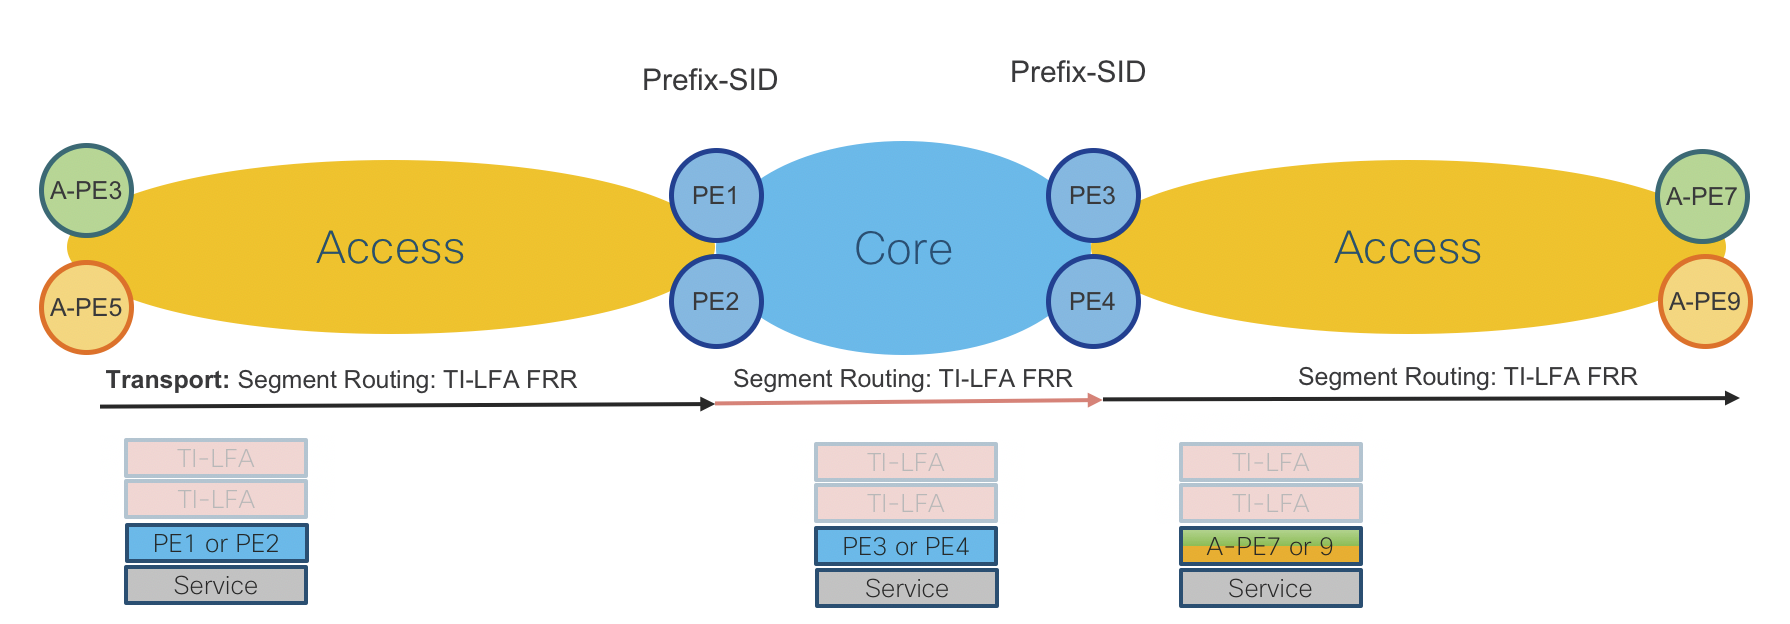 Prefix-SID
Prefix-SID
A-PE3
PE1
PE3
A-PE7
Access
Core
Access
A-PE5
PE2
PE4
A-PE9
Transport: Segment Routing: TI-LFA FRR
Segment Routing: TI-LFA FRR
Segment Routing: TI-LFA FRR
TI-LFA
TI-LFA
PE1 or PE2
Service
TI-LFA
TI-LFA
PE3 or PE4
Service
TI-LFA
TI-LFA
A-PE7 or 9
Service